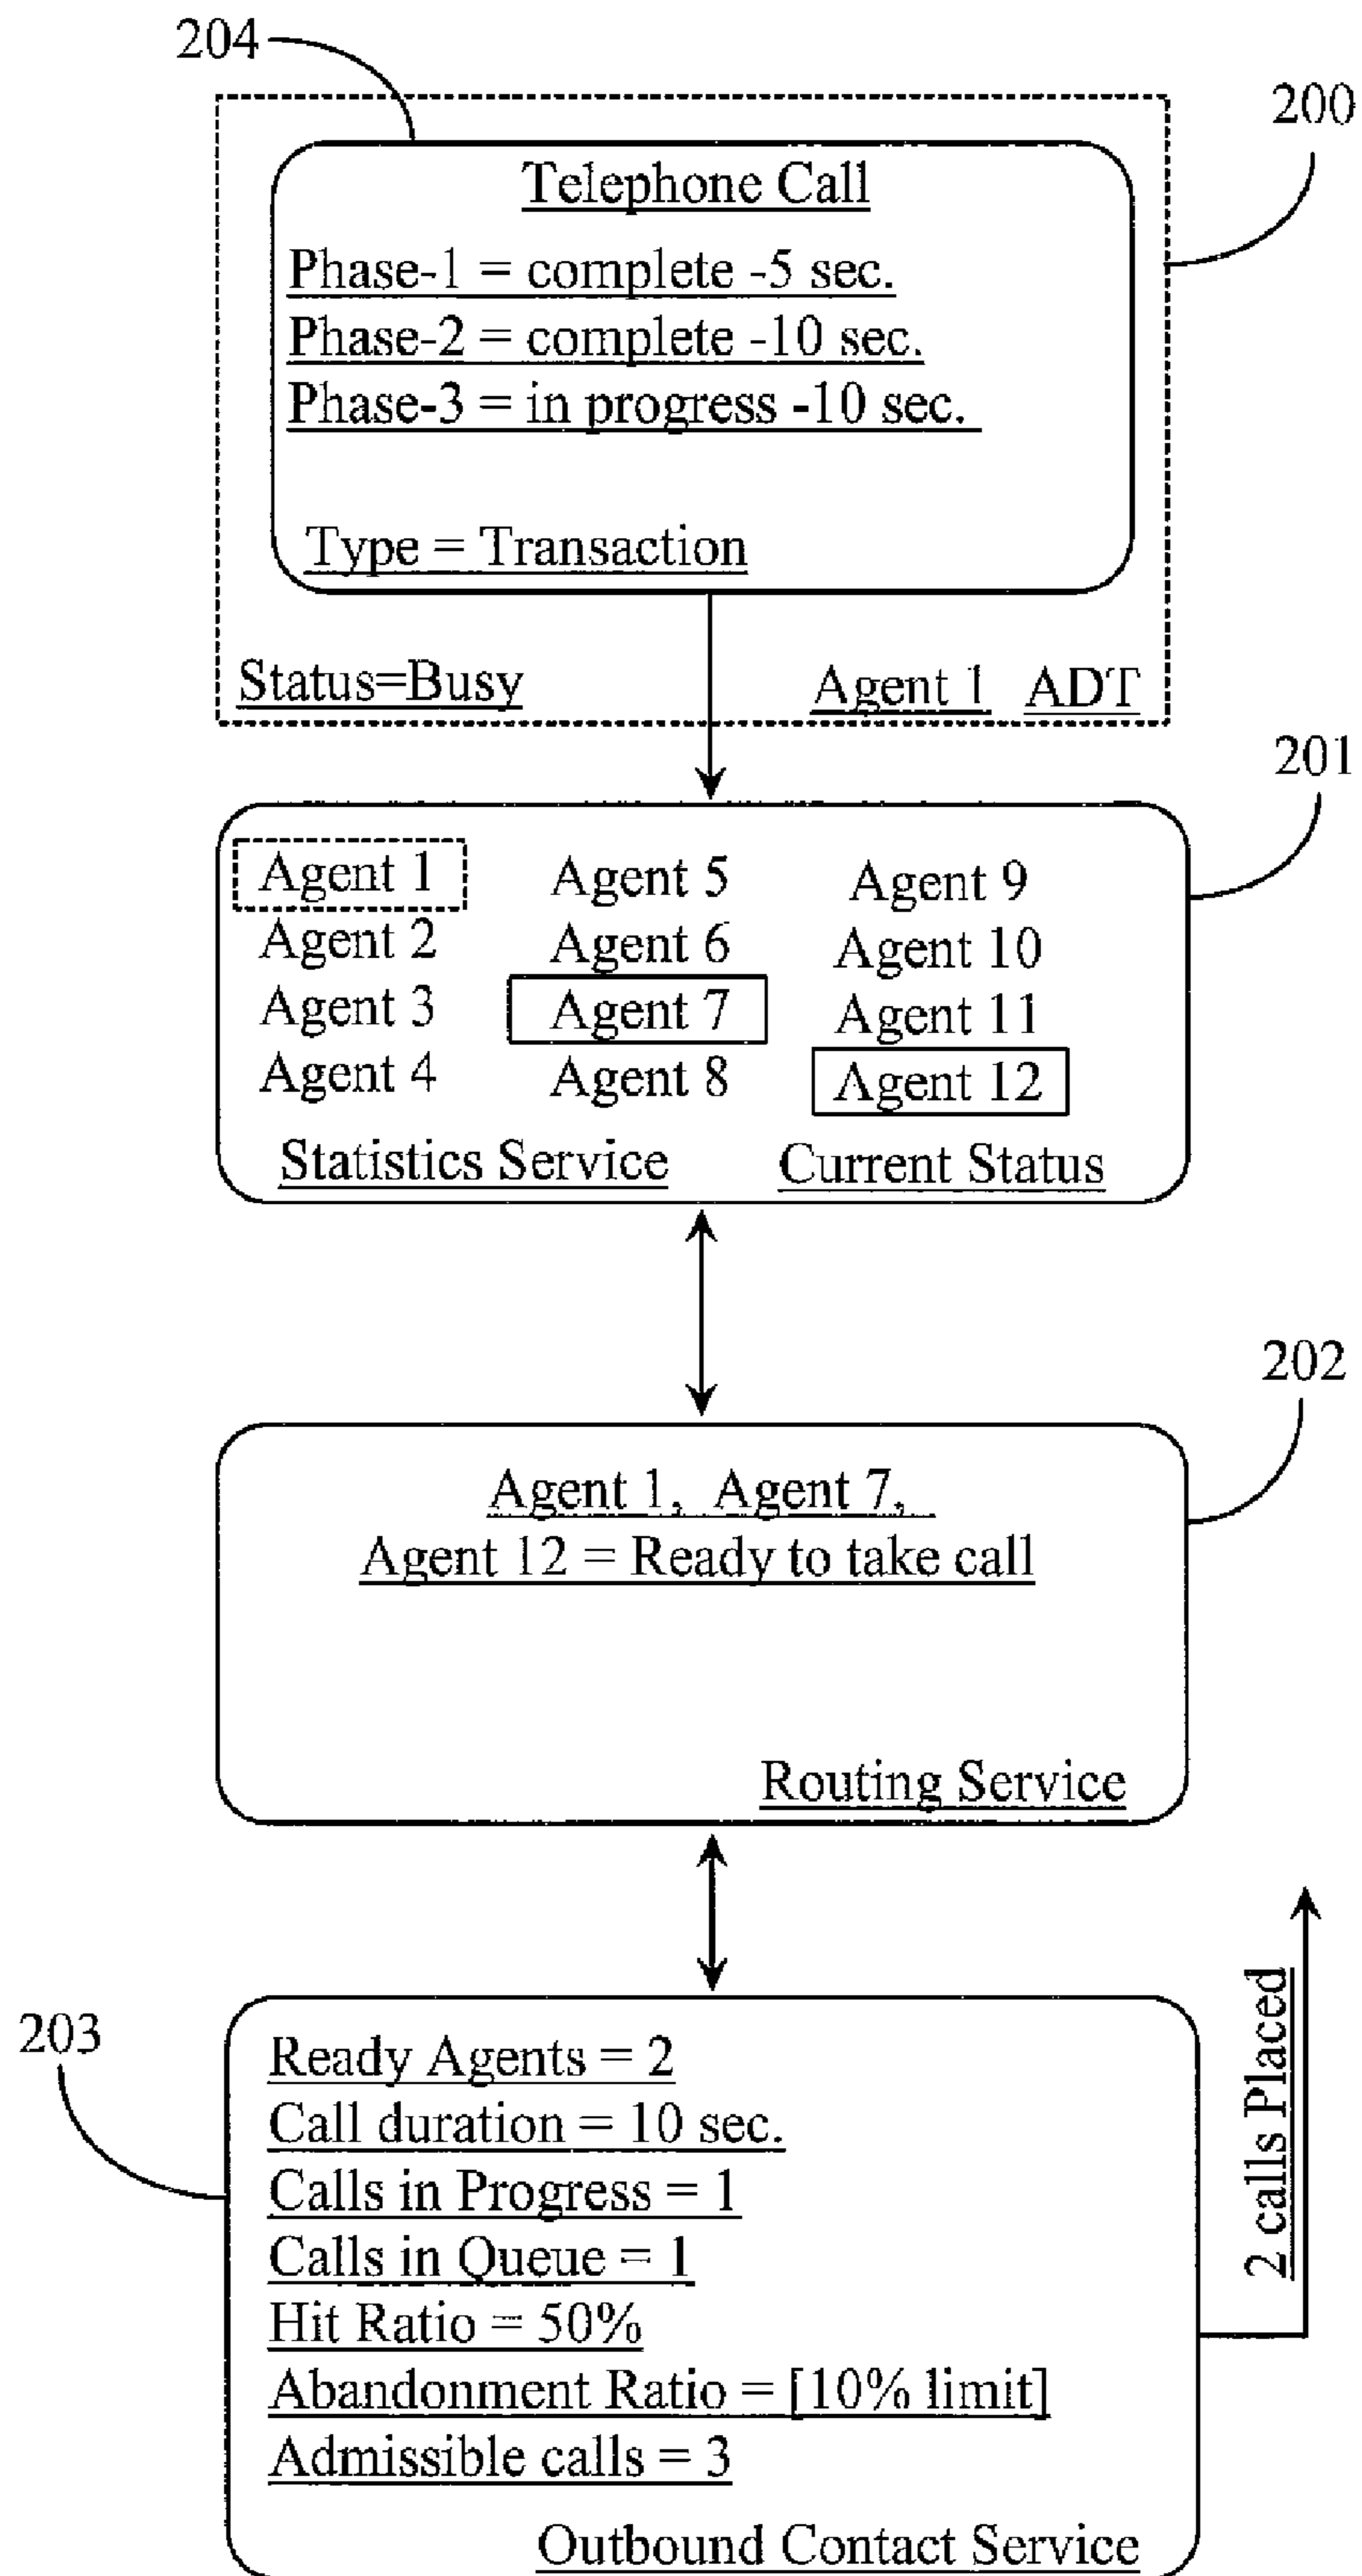 204
200
Telephone Call
Phase-1 = complete -5 sec.
Phase-2 = complete -10 sec.
Phase-3 = in progress -10 sec.
Type = Transaction
Status=Busy Agent 1 ADT
201
Agent 1 Agent 5 Agent 9
Agent 2 Agent 6 Agent 10
Agent 3 Agent 7 Agent 11
Agent 4 Agent 8 Agent 12
Statistics Service Current Status
202
Agent 1, Agent 7,
Agent 12 = Ready to take call
Routing Service
203
Ready Agents = 2
Call duration = 10 sec.
Calls in Progress = 1
Calls in Queue = 1
Hit Ratio = 50%
Abandonment Ratio = [10% limit]
Admissible calls = 3
Outbound Contact Service
2 calls Placed